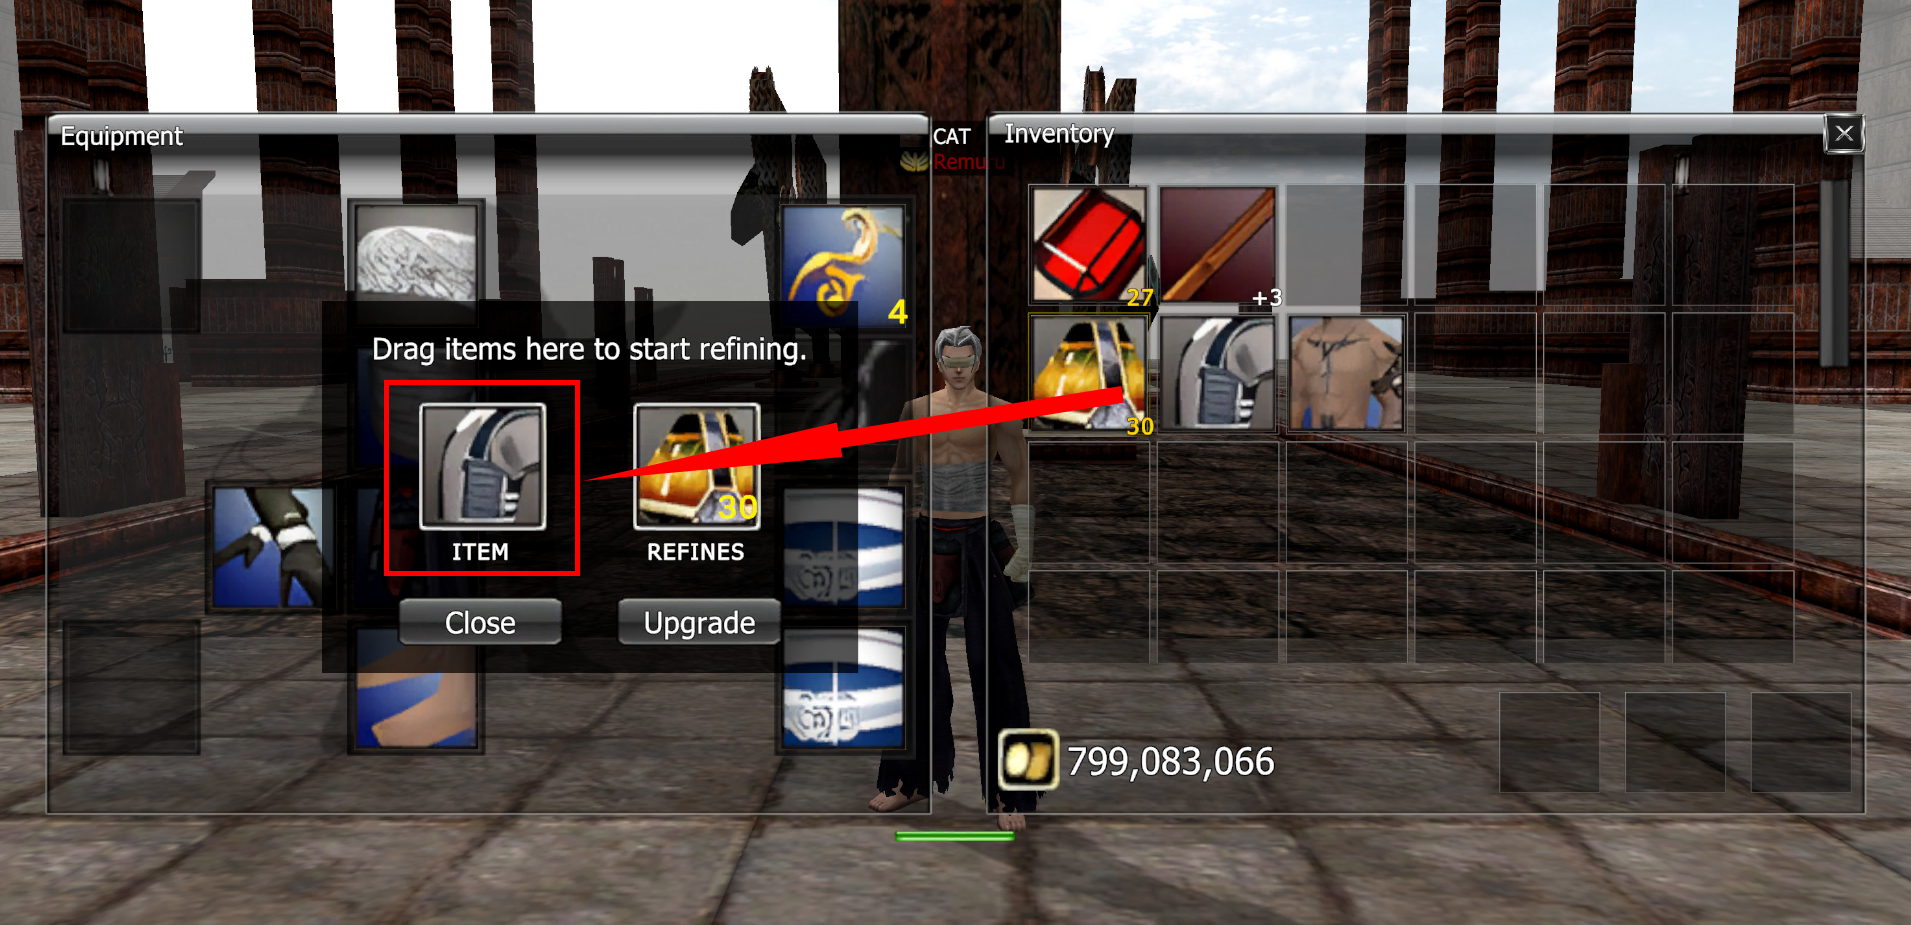 Equipment
CAT
Remuru
Inventory
4
27
+3
30
Drag items here to start refining.
30
ITEM
REFINES
Close
Upgrade
799,083,066